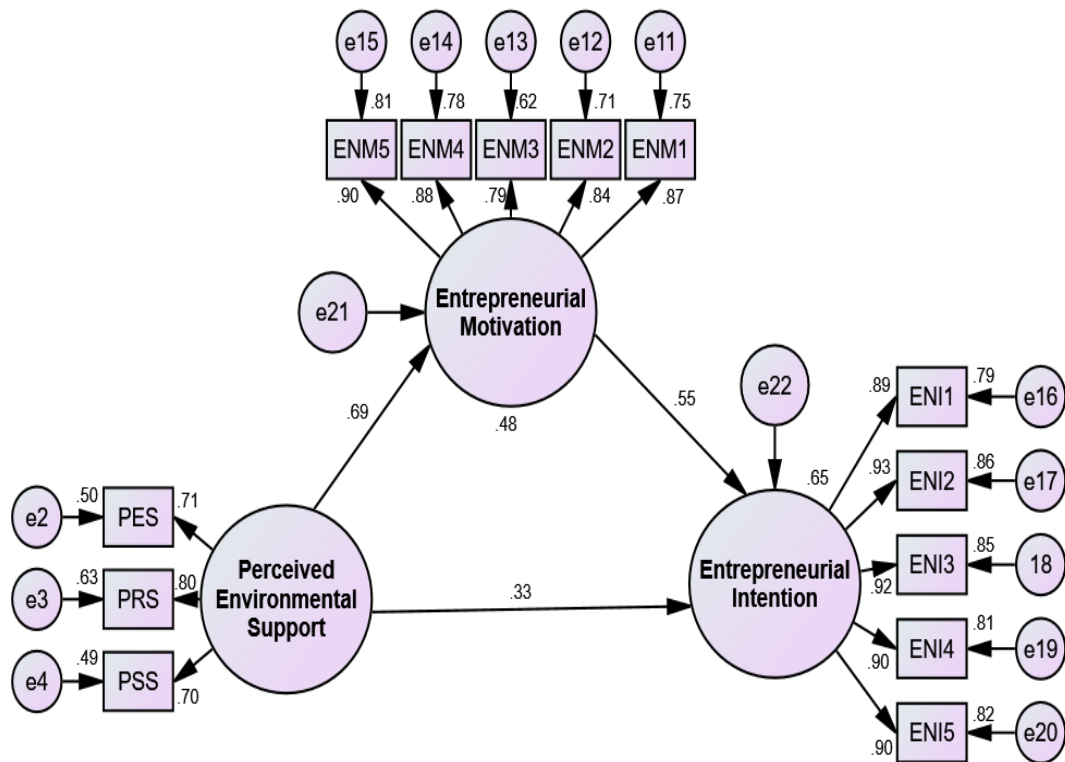 e15 e14 e13 e12 e11
.81 .78 .62 .71 .75
ENM5 ENM4 ENM3 ENM2 ENM1
.90 .88 .79 .84 .87
e21
Entrepreneurial
Motivation
.48
.69
.55
e22
.65
.89 ENI1 .79 e16
.93 ENI2 .86 e17
.92 ENI3 .85 18
.90 ENI4 .81 e19
.90 ENI5 .82 e20
e2 .50 PES .71
e3 .63 PRS .80
e4 .49 PSS .70
Perceived
Environmental
Support
.33
Entrepreneurial
Intention